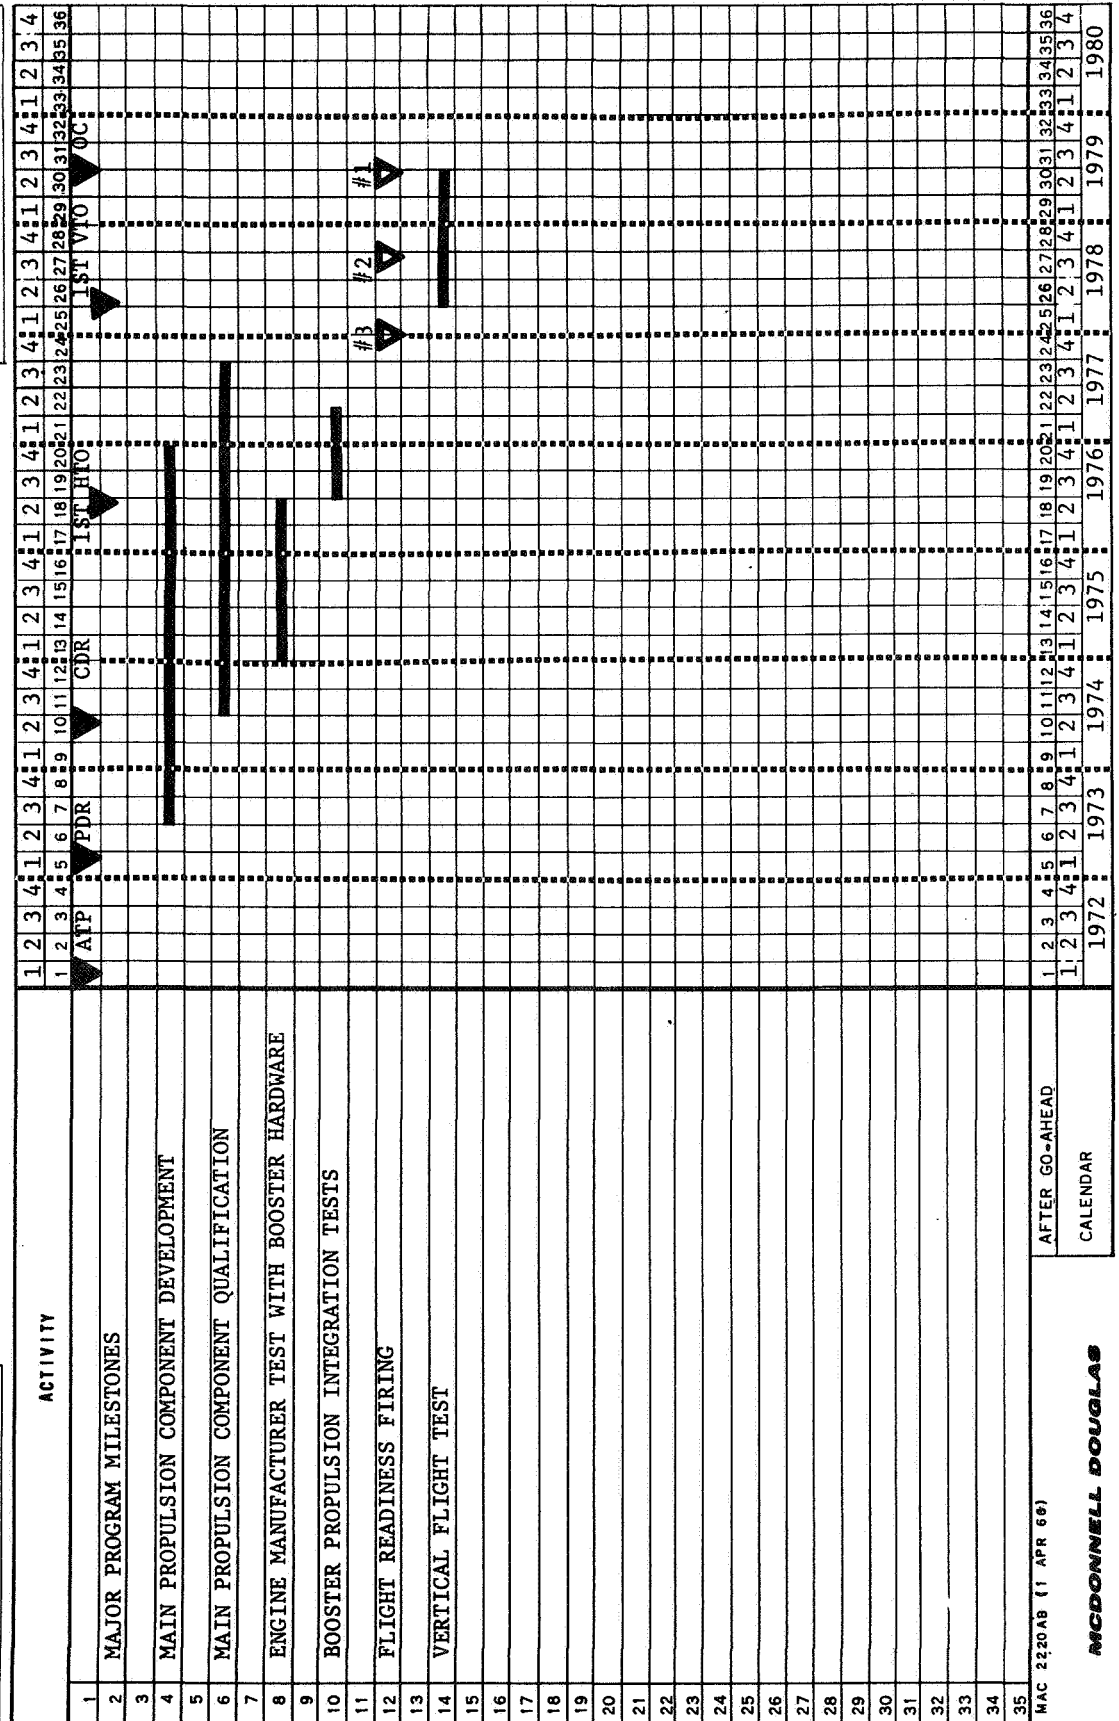 ACTIVITY
1 2 3 4 1 2 3 4 1 2 3 4 1 2 3 4 1 2 3 4 1 2 3 4 1 2 3 4 1 2 3 4 1 2 3 4
1 2 3 4 5 6 7 8 9 10 11 12 13 14 15 16 17 18 19 20 21 22 23 24 25 26 27 28 29 30 31 32 33 34 35 36
1 ATP PDR CDR 1ST HTO 1ST VTO OC
2 MAJOR PROGRAM MILESTONES
3
4 MAIN PROPULSION COMPONENT DEVELOPMENT
5
6 MAIN PROPULSION COMPONENT QUALIFICATION
7
8 ENGINE MANUFACTURER TEST WITH BOOSTER HARDWARE
9
10 BOOSTER PROPULSION INTEGRATION TESTS
11 #3 #2 #1
12 FLIGHT READINESS FIRING
13
14 VERTICAL FLIGHT TEST
15
16
17
18
19
20
21
22
23
24
25
26
27
28
29
30
31
32
33
34
35
MAC 2220AB (1 APR
AFTER GO-AHEAD 1 2 3 4 5 6 7 8 9 10 11 12 13 14 15 16 17 18 19 20 21 22 23 24 25 26 27 28 29 30 31 32 33 34 35 36
CALENDAR 1 2 3 4 1 2 3 4 1 2 3 4 1 2 3 4 1 2 3 4 1 2 3 4 1 2 3 4 1 2 3 4 1 2 3 4
1972 1973 1974 1975 1976 1977 1978 1979 1980
MCDONNELL DOUGLAS